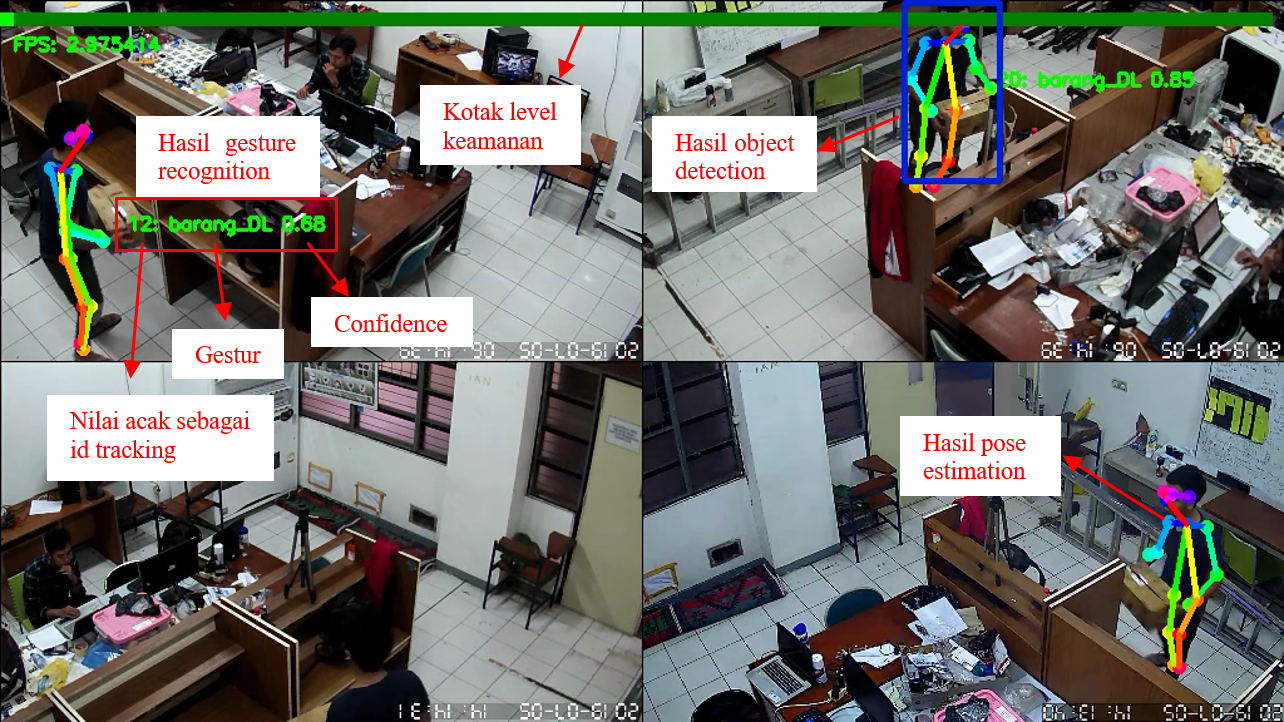 FPS: 2.975414
Kotak level
keamanan
Hasil gesture
recognition
12: barang_DL 0.68
Confidence
Gestur
Nilai acak sebagai
id tracking
barang_DL 0.85
Hasil object
detection
Hasil pose
estimation